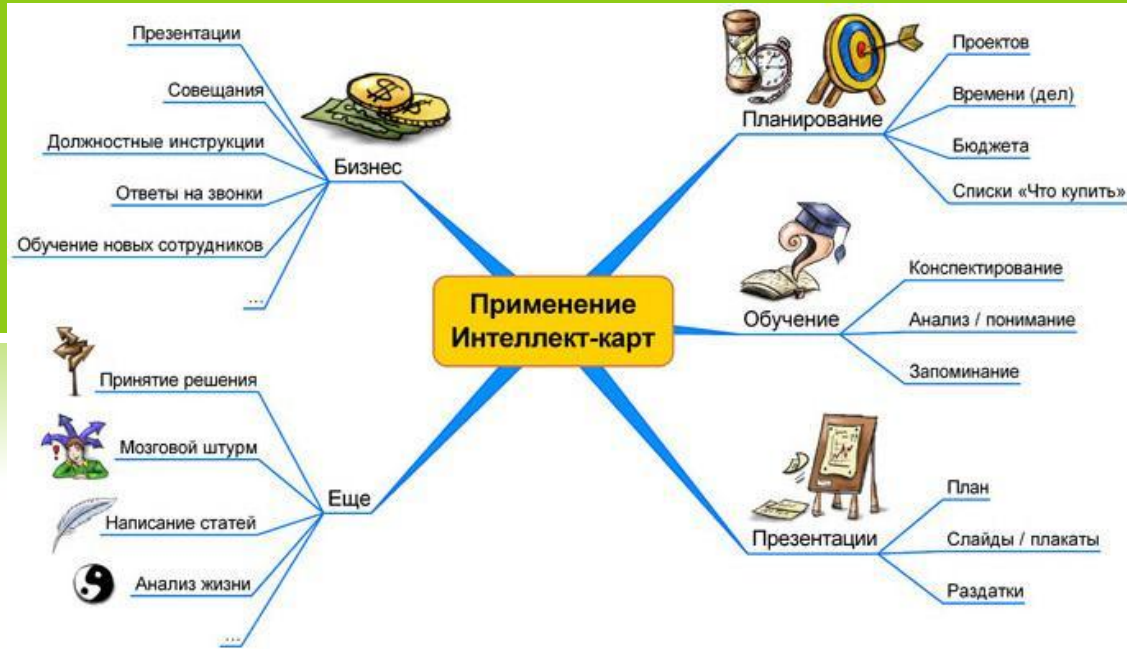 Применение
Интеллект-карт
Планирование
Проектов
Времени (дел)
Бюджета
Списки «Что купить»
Обучение
Конспектирование
Анализ / понимание
Запоминание
Презентации
План
Слайды / плакаты
Раздатки
Бизнес
Презентации
Совещания
Должностные инструкции
Ответы на звонки
Обучение новых сотрудников
...
Еще
Принятие решения
Мозговой штурм
Написание статей
Анализ жизни
...